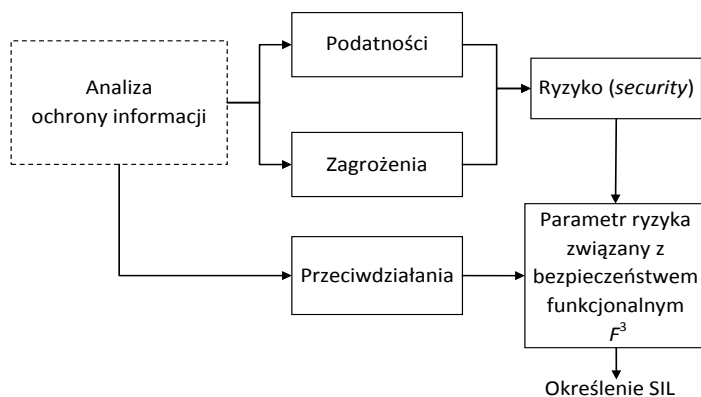 Analiza
ochrony informacji
Podatności
Zagrożenia
Ryzyko (security)
Przeciwdziałania
Parametr ryzyka
związany z
bezpieczeństwem
funkcjonalnym
F³
Określenie SIL